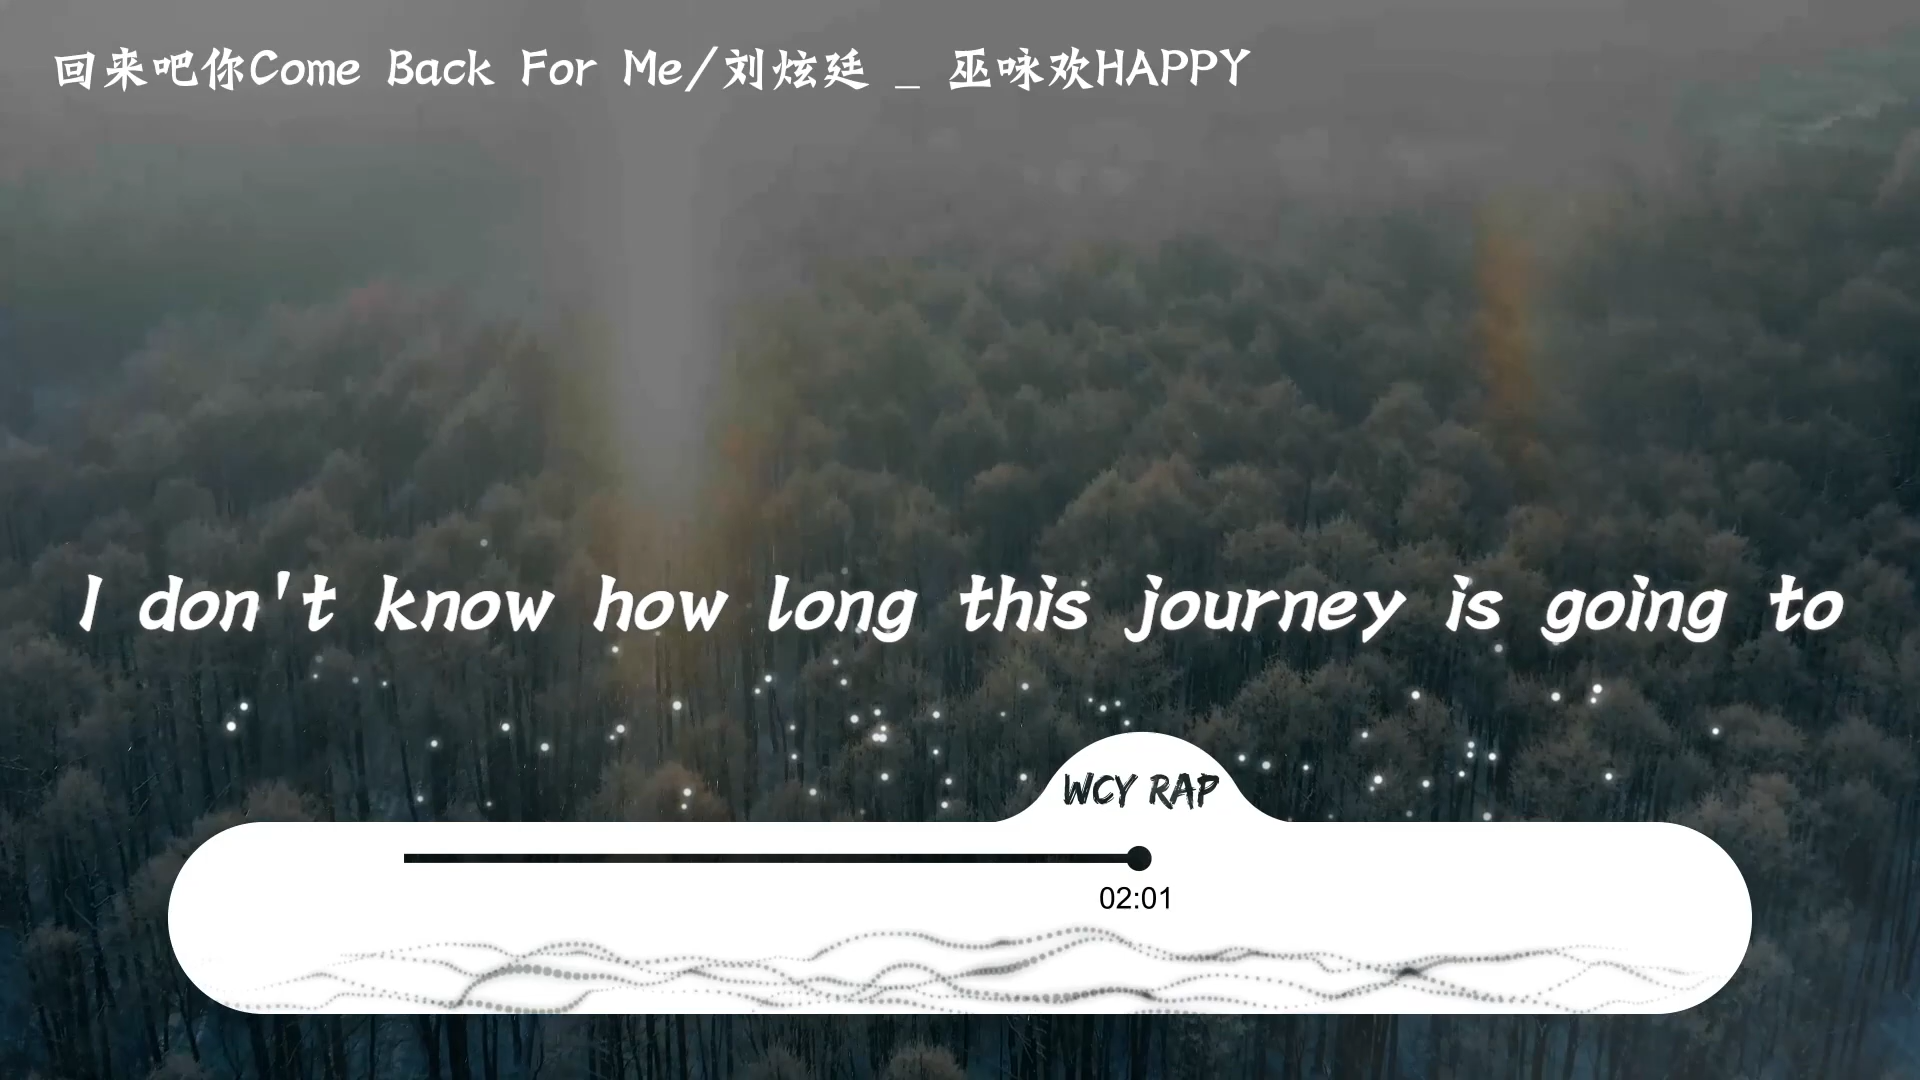 回来吧你Come Back For Me/刘炫廷 _ 巫咏欢HAPPY
I don't know how long this journey is going to
WCY RAP
02:01